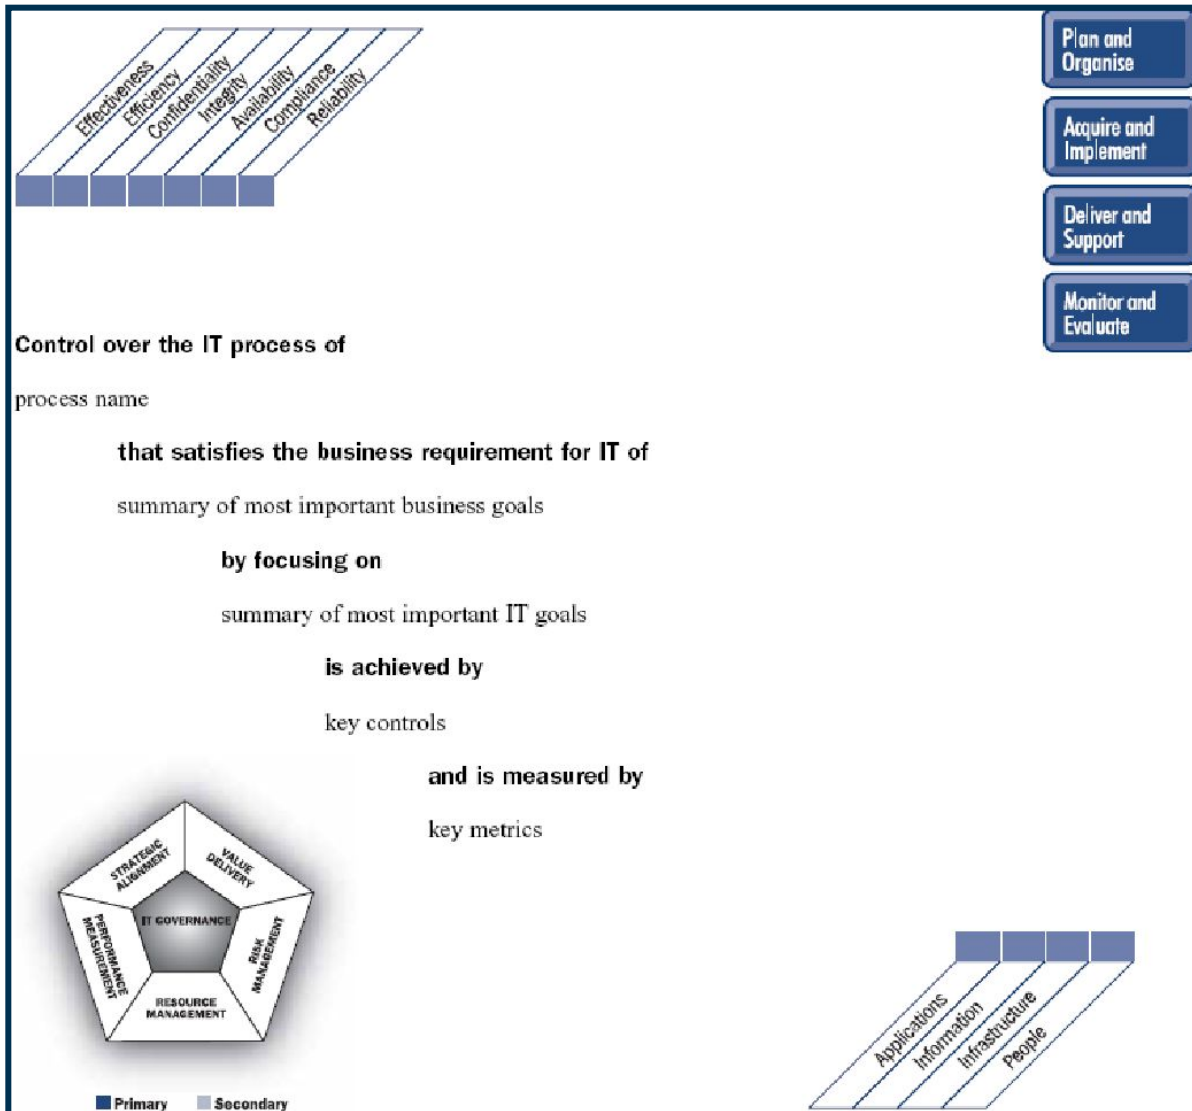 Effectiveness
Efficiency
Confidentiality
Integrity
Availability
Compliance
Reliability
Plan and
Organise
Acquire and
Implement
Deliver and
Support
Monitor and
Evaluate
Control over the IT process of
process name
that satisfies the business requirement for IT of
summary of most important business goals
by focusing on
summary of most important IT goals
is achieved by
key controls
and is measured by
key metrics
STRATEGIC
ALIGNMENT
VALUE
DELIVERY
IT GOVERNANCE
PERFORMANCE
MEASUREMENT
RISK
MANAGEMENT
RESOURCE
MANAGEMENT
Primary Secondary
Applications
Information
Infrastructure
People